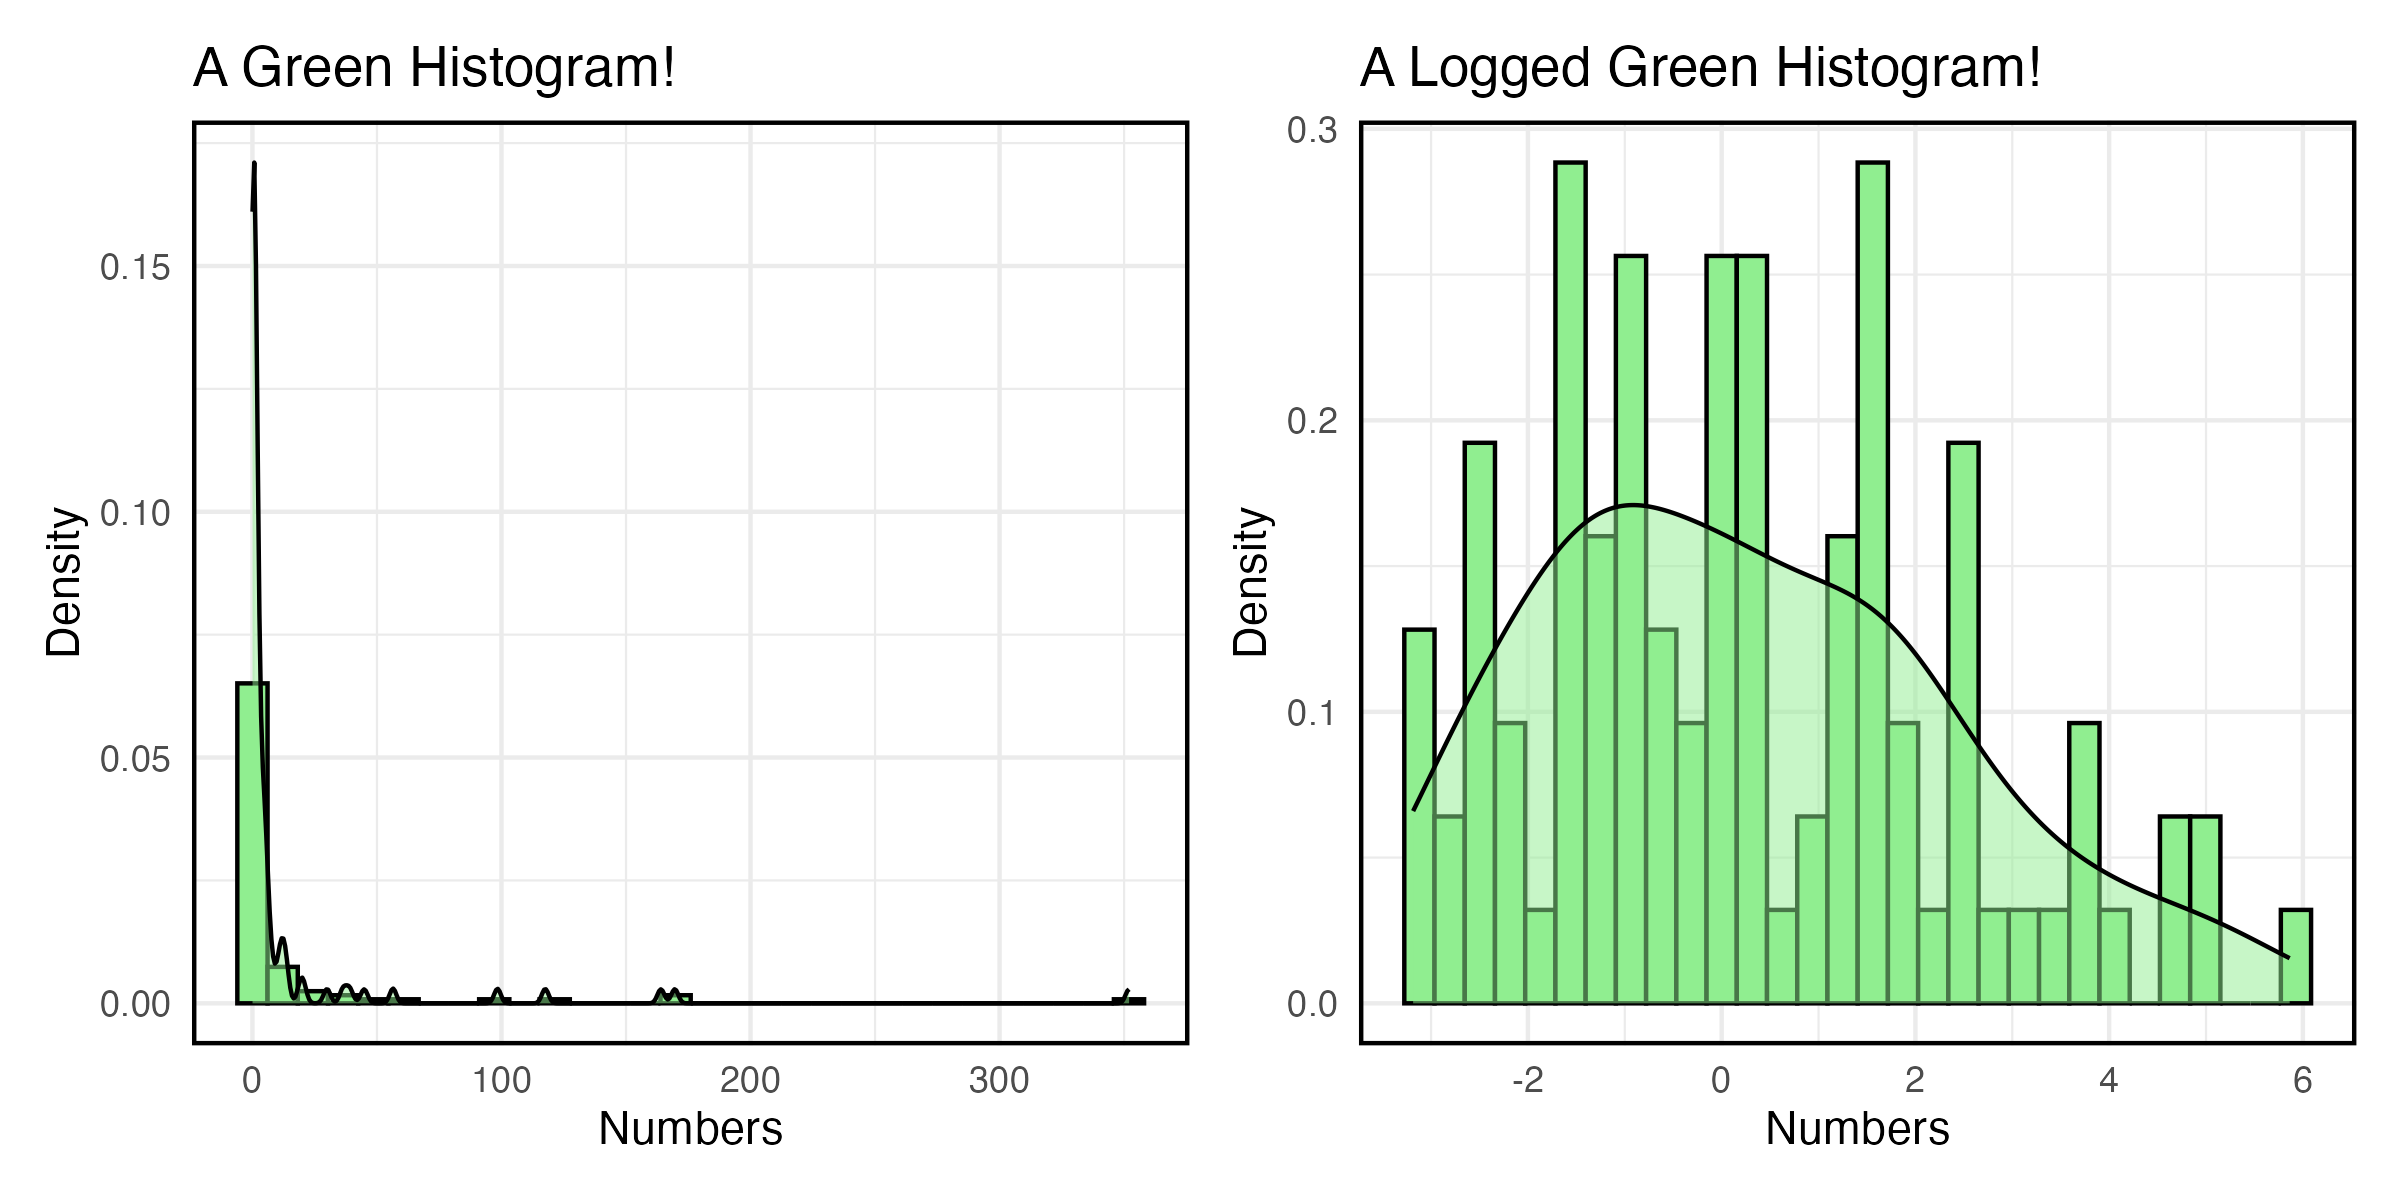 A Green Histogram!
Density
0.15
0.10
0.05
0.00
0 100 200 300
Numbers
A Logged Green Histogram!
Density
0.3
0.2
0.1
0.0
-2 0 2 4 6
Numbers